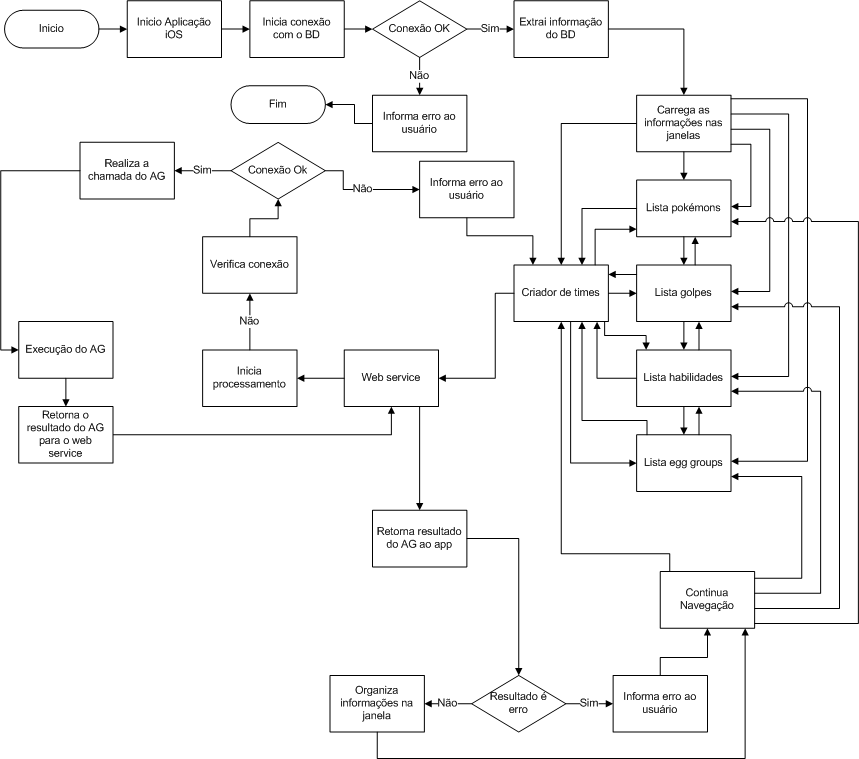 Inicio
Inicio Aplicação
iOS
Inicia conexão
com o BD
Conexão OK
Sim
Extrai informação
do BD
Não
Fim
Informa erro ao
usuário
Carrega as
informações nas
janelas
Realiza a
chamada do AG
Sim
Conexão Ok
Não
Informa erro ao
usuário
Lista pokémons
Verifica conexão
Criador de times
Lista golpes
Não
Execução do AG
Inicia
processamento
Web service
Lista habilidades
Retorna o
resultado do AG
para o web
service
Lista egg groups
Retorna resultado
do AG ao app
Continua
Navegação
Organiza
informações na
janela
Não
Resultado é
erro
Sim
Informa erro ao
usuário